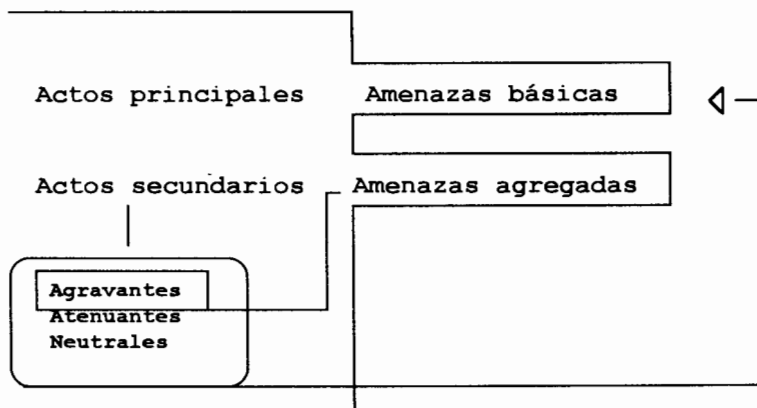 Actos principales Amenazas básicas
Actos secundarios Amenazas agregadas
Agravantes
Atenuantes
Neutrales